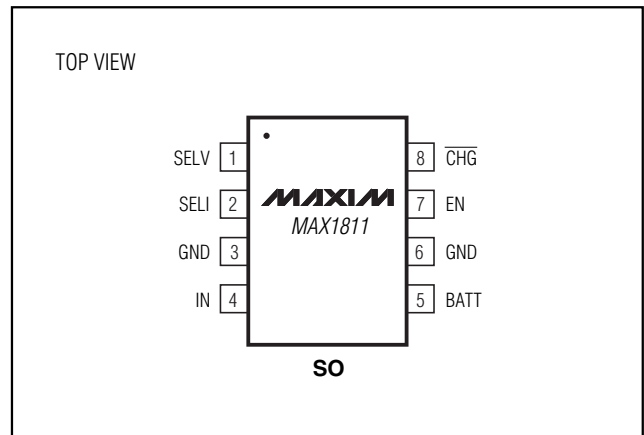 TOP VIEW
SELV 1
SELI 2
GND 3
IN 4
MAXIM
MAX1811
8 C̅H̅G̅
7 EN
6 GND
5 BATT
SO